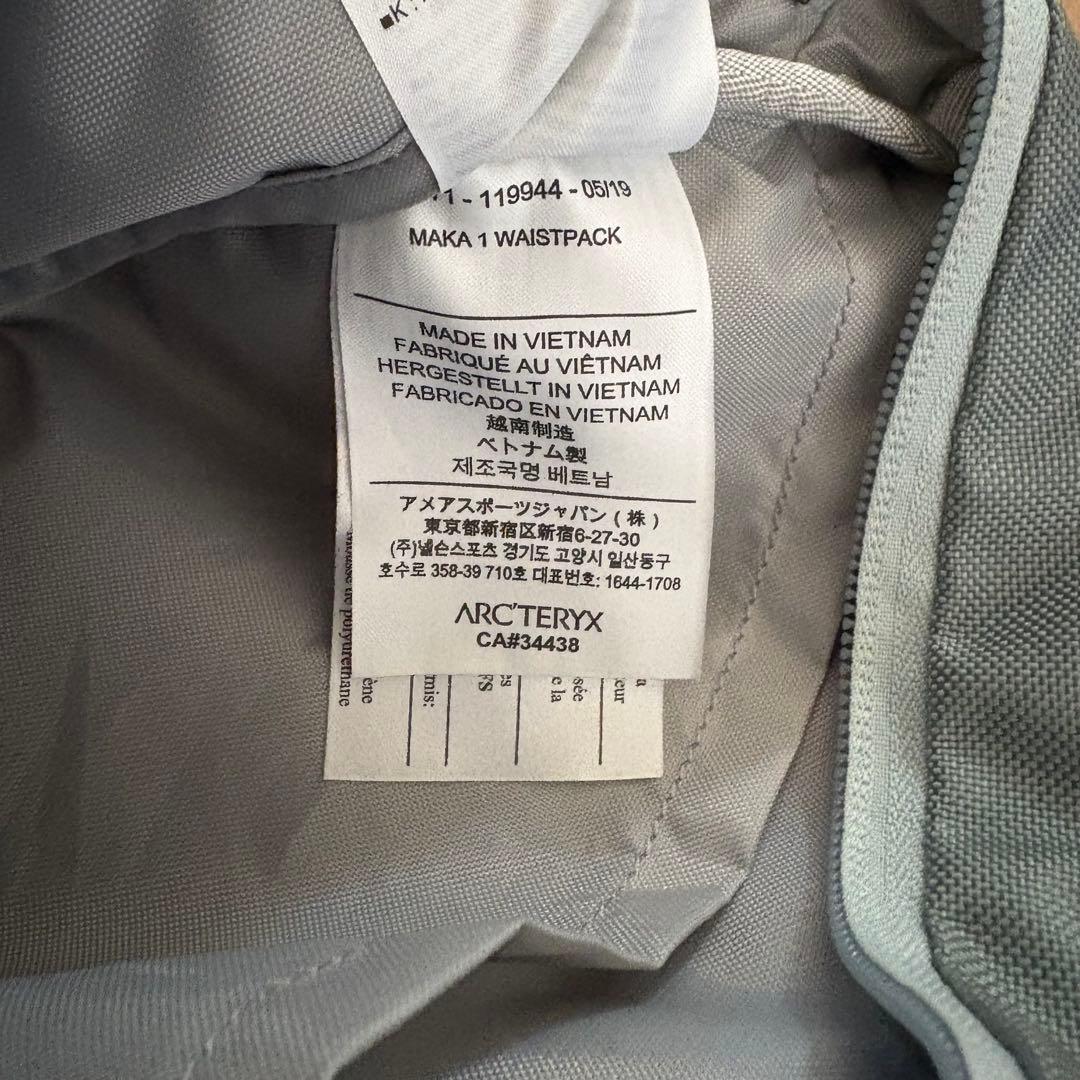 - 119944 - 05/19
MAKA 1 WAISTPACK
MADE IN VIETNAM
FABRIQUÉ AU VIÊTNAM
HERGESTELLT IN VIETNAM
FABRICADO EN VIETNAM
越南制造
ベトナム製
제조국명 베트남
アメアスポーツジャパン(株)
東京都新宿区新宿6-27-30
(주)넬슨스포츠 경기도 고양시 일산동구
호수로 358-39 710호 대표번호: 1644-1708
ARC'TERYX
CA#34438
de polyurethane